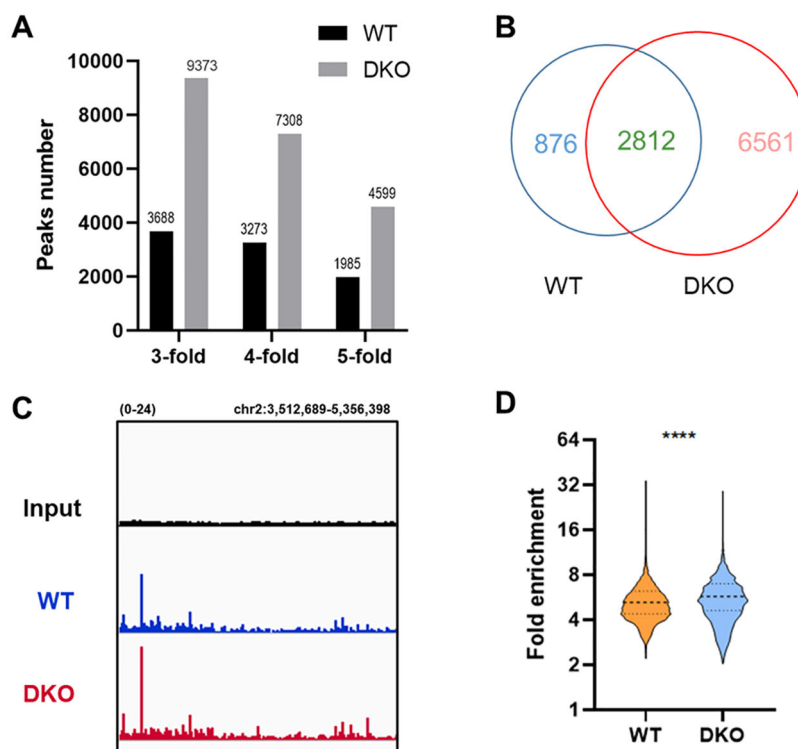 A
WT
DKO
Peaks number
10000
8000
6000
4000
2000
0
9373
7308
4599
3688
3273
1985
3-fold
4-fold
5-fold
B
876
2812
6561
WT
DKO
C
(0-24) chr2:3,512,689-5,356,398
Input
WT
DKO
D
****
Fold enrichment
64
32
16
8
4
2
1
WT
DKO